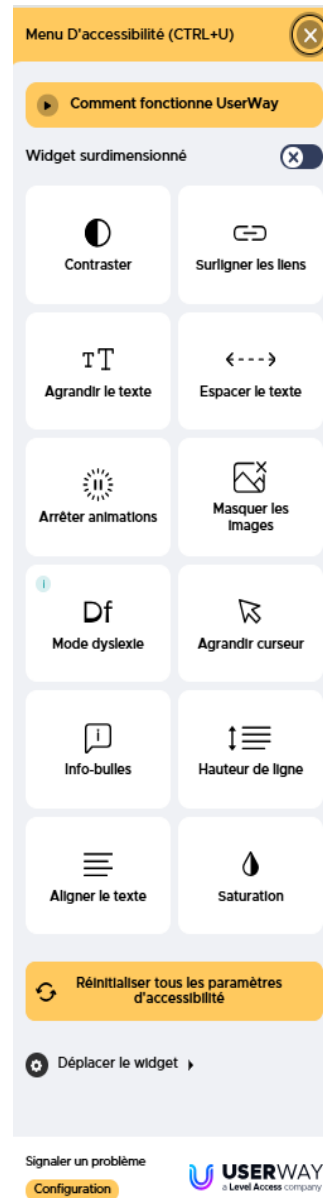 Menu D'accessibilité (CTRL+U)
Comment fonctionne UserWay
Widget surdimensionné
Contraster
Surligner les liens
TT
Agrandir le texte
Espacer le texte
Arrêter animations
Masquer les
images
i
Df
Mode dyslexie
Agrandir curseur
i
Info-bulles
Hauteur de ligne
Aligner le texte
Saturation
Réinitialiser tous les paramètres
d'accessibilité
Déplacer le widget
Signaler un problème
Configuration
USERWAY
a Level Access company